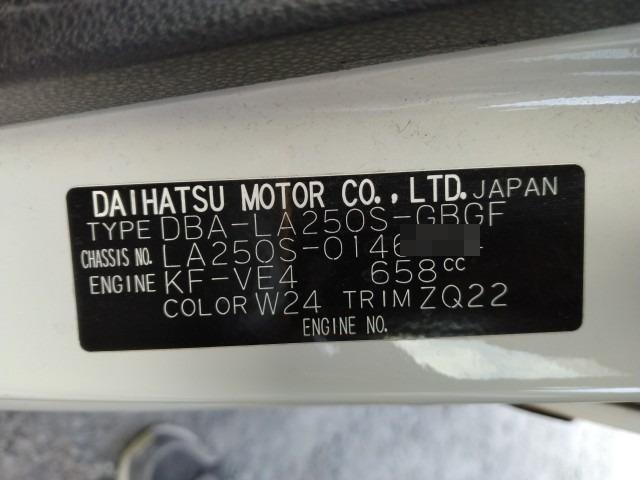 DAIHATSU MOTOR CO., LTD. JAPAN
TYPE DBA-LA250S-GBGF
CHASSIS NO. LA250S-0146
ENGINE KF-VE4 658cc
COLOR W24 TRIM ZQ22
ENGINE NO.